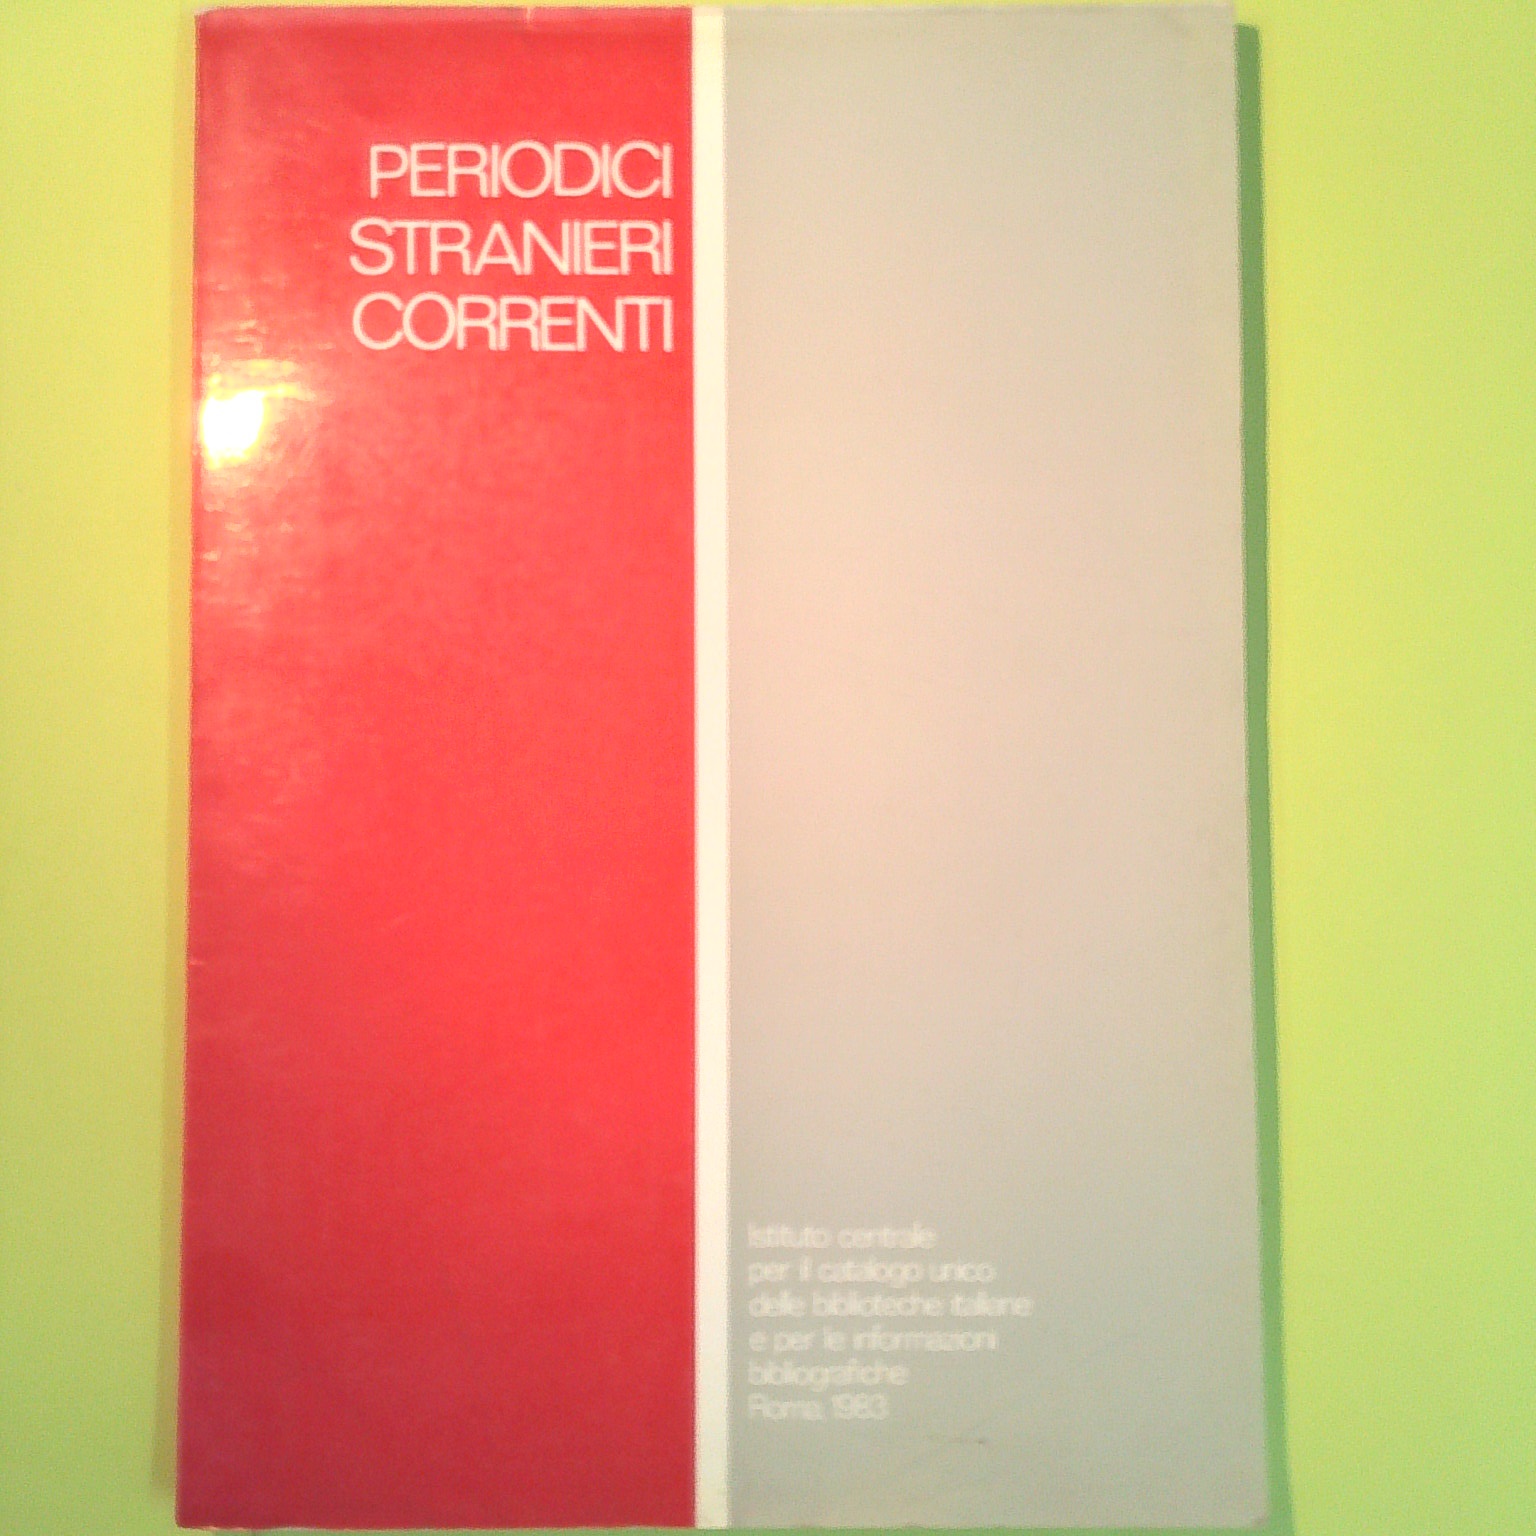 PERIODICI
STRANIERI
CORRENTI
Istituto centrale
per il catalogo unico
delle biblioteche italiane
e per le informazioni
bibliografiche
Roma 1983